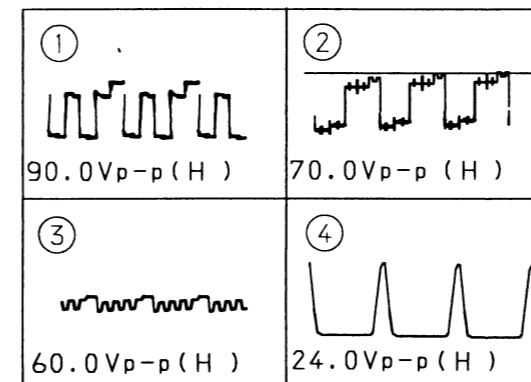 ①
90.0Vp-p(H )
②
70.0Vp-p (H )
③
60.0Vp-p(H )
④
24.0Vp-p(H )